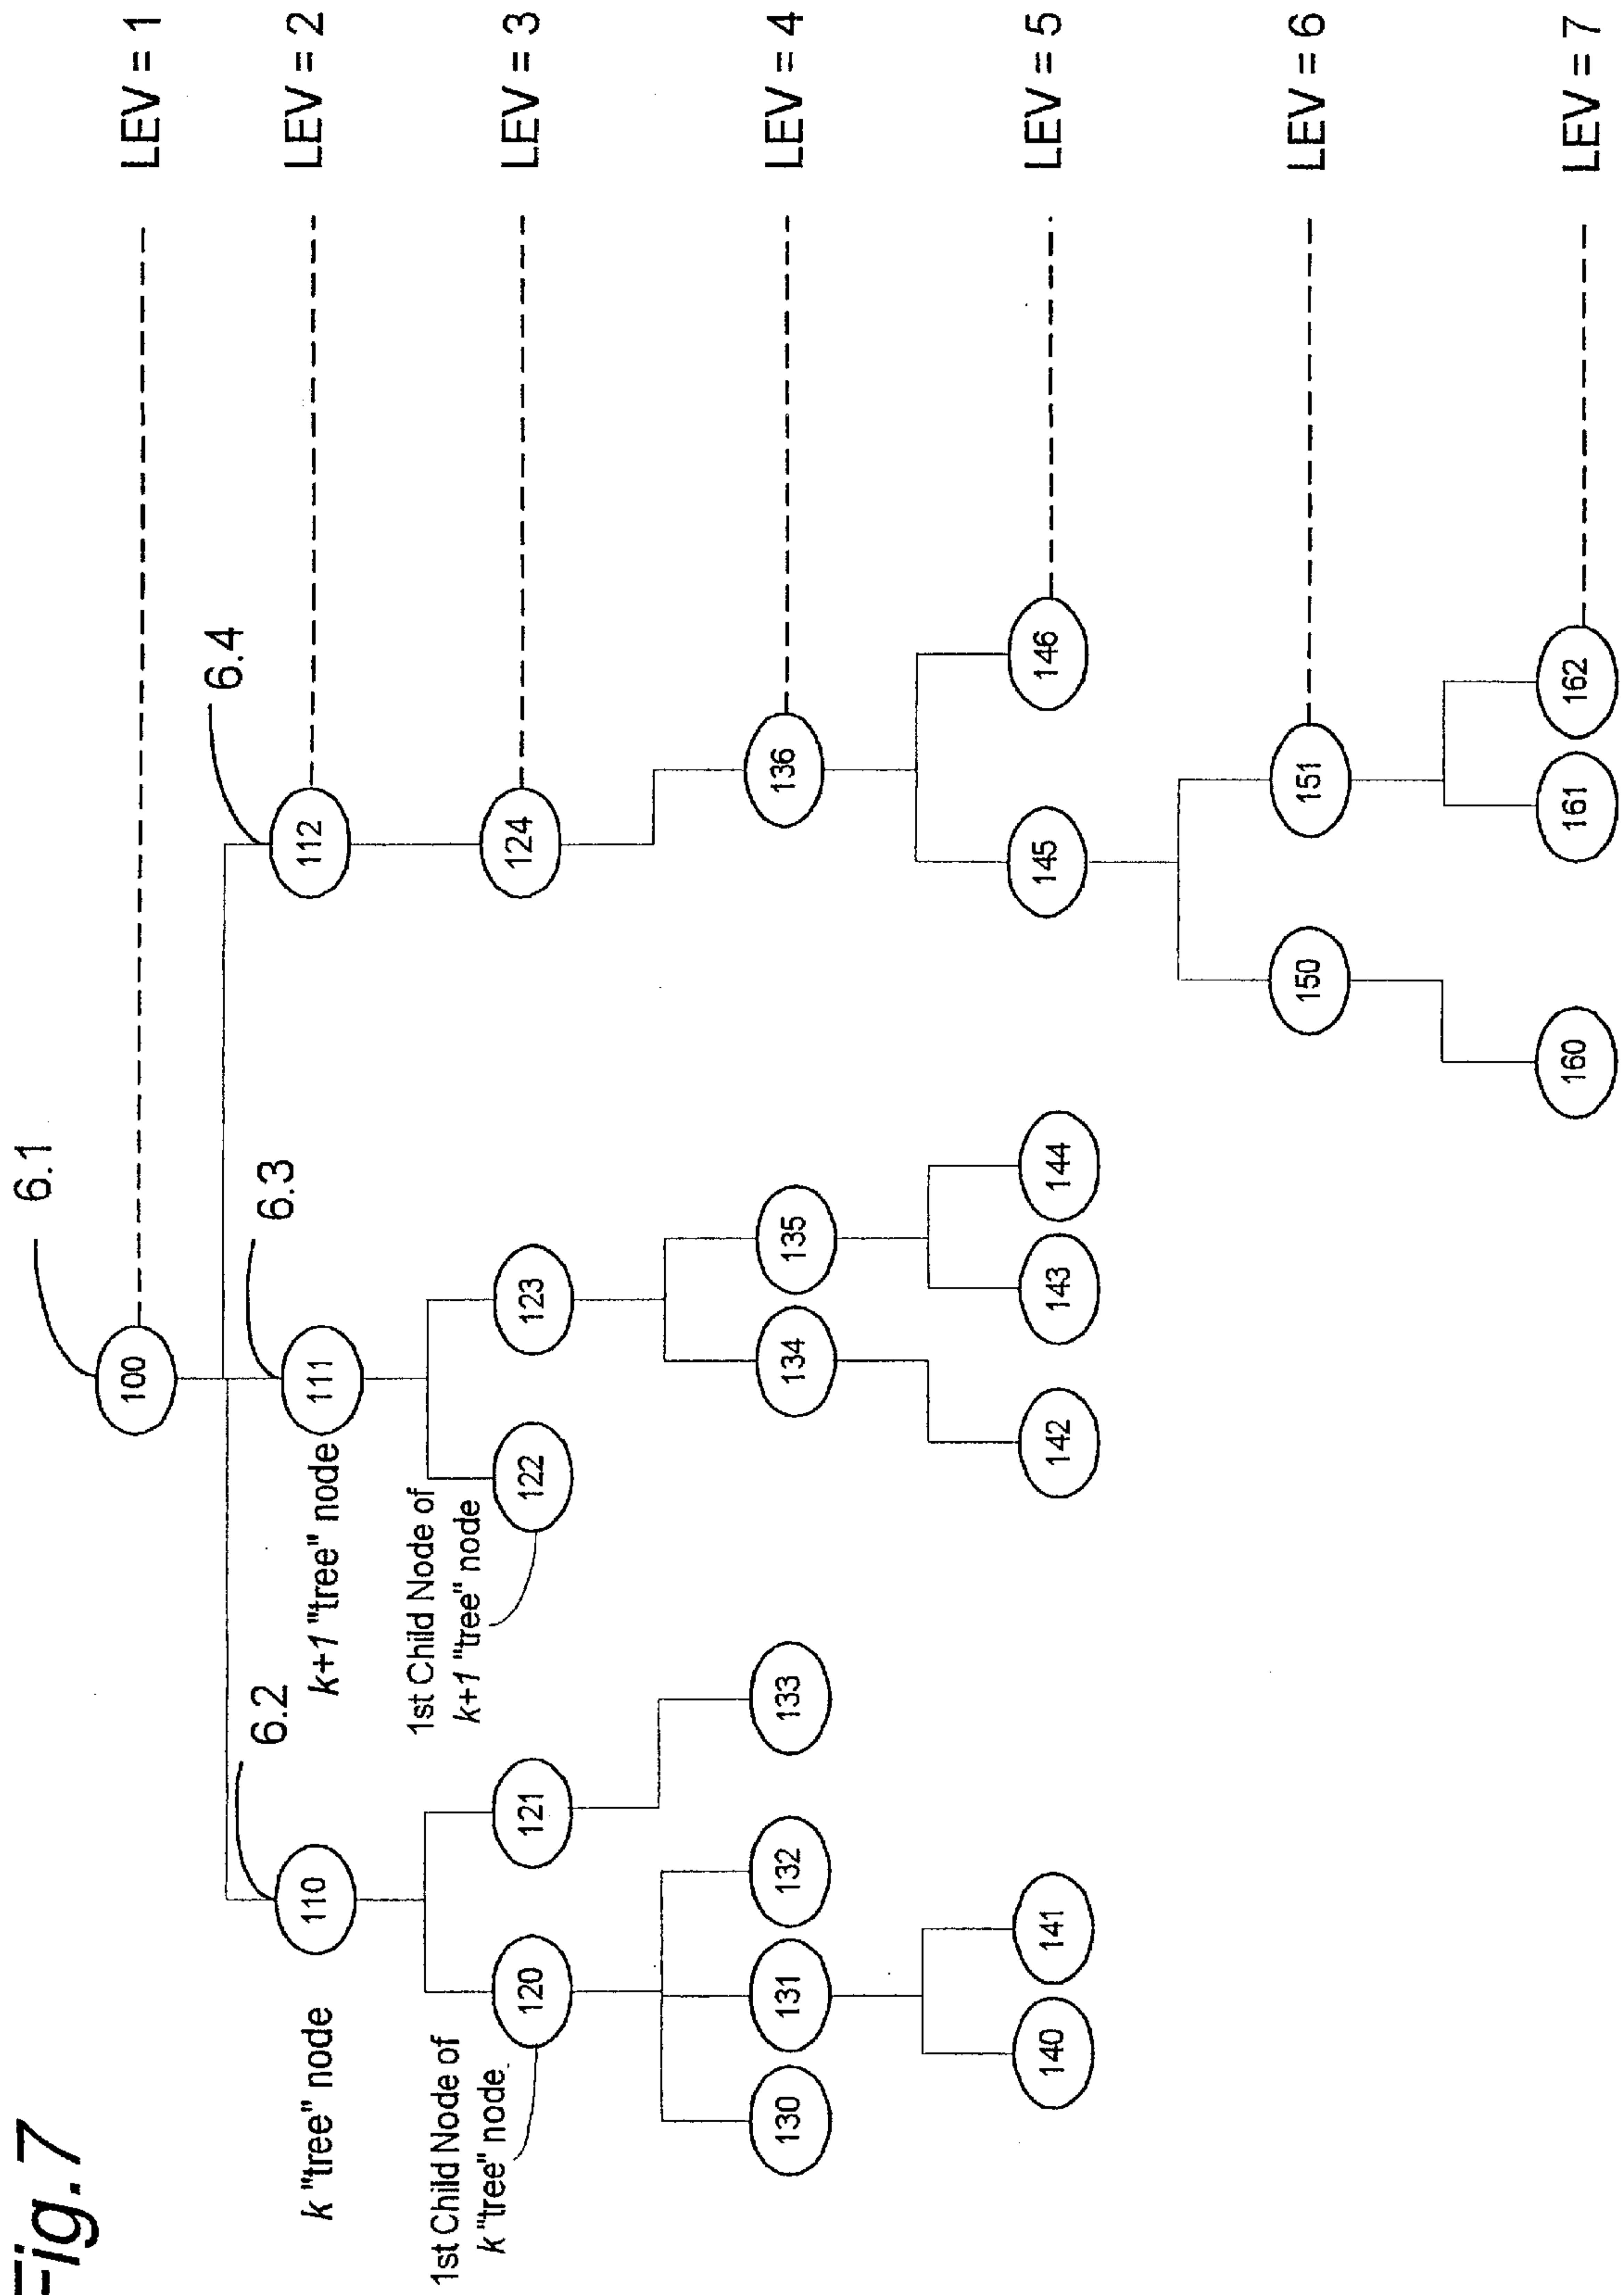 Fig.7
6.1
100
LEV = 1
6.2
6.3
6.4
k "tree" node
110
k+1 "tree" node
111
112
LEV = 2
1st Child Node of
k "tree" node
120
121
1st Child Node of
k+1 "tree" node
122
123
124
LEV = 3
130
131
132
133
134
135
136
LEV = 4
140
141
142
143
144
145
146
LEV = 5
150
151
LEV = 6
160
161
162
LEV = 7